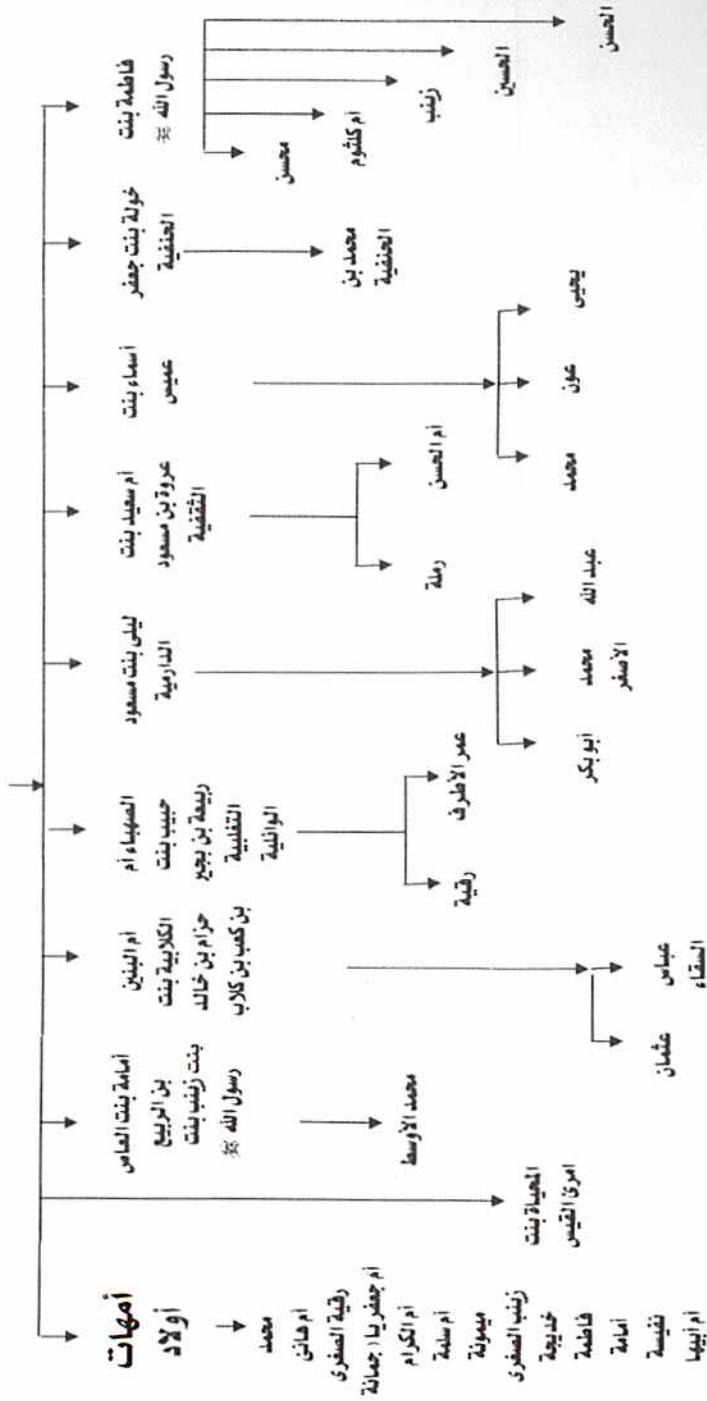 فاطمة بنت
رسول الله ﷺ
محسن
أم كلثوم
زينب
الحسين
الحسن
خولة بنت جعفر
الحنفية
محمد بن
الحنفية
أسماء بنت
عميس
يحيى
عون
محمد
أم سعيد بنت
عروة بن مسعود
الثقفية
أم الحسن
رملة
ليلى بنت مسعود
الدارمية
عبد الله
محمد
الأصغر
أبو بكر
الصهباء أم
حبيب بنت
ربيعة بن بجير
التغلبية
الوائلية
عمر الأطرف
رقية
أم البنين
الكلابية بنت
حزام بن خالد
بن كعب بن كلاب
عباس
السقاء
عثمان
أمامة بنت العاص
بن الربيع
بنت زينب بنت
رسول الله ﷺ
محمد الأوسط
المحياة بنت
امرئ القيس
أمهات
أولاد
محمد
أم هانئ
رقية الصغرى
أم جعفر يا (جمانة
أم الكرام
أم سلمة
ميمونة
زينب الصغرى
خديجة
فاطمة
أمامة
نفيسة
أم أبيها